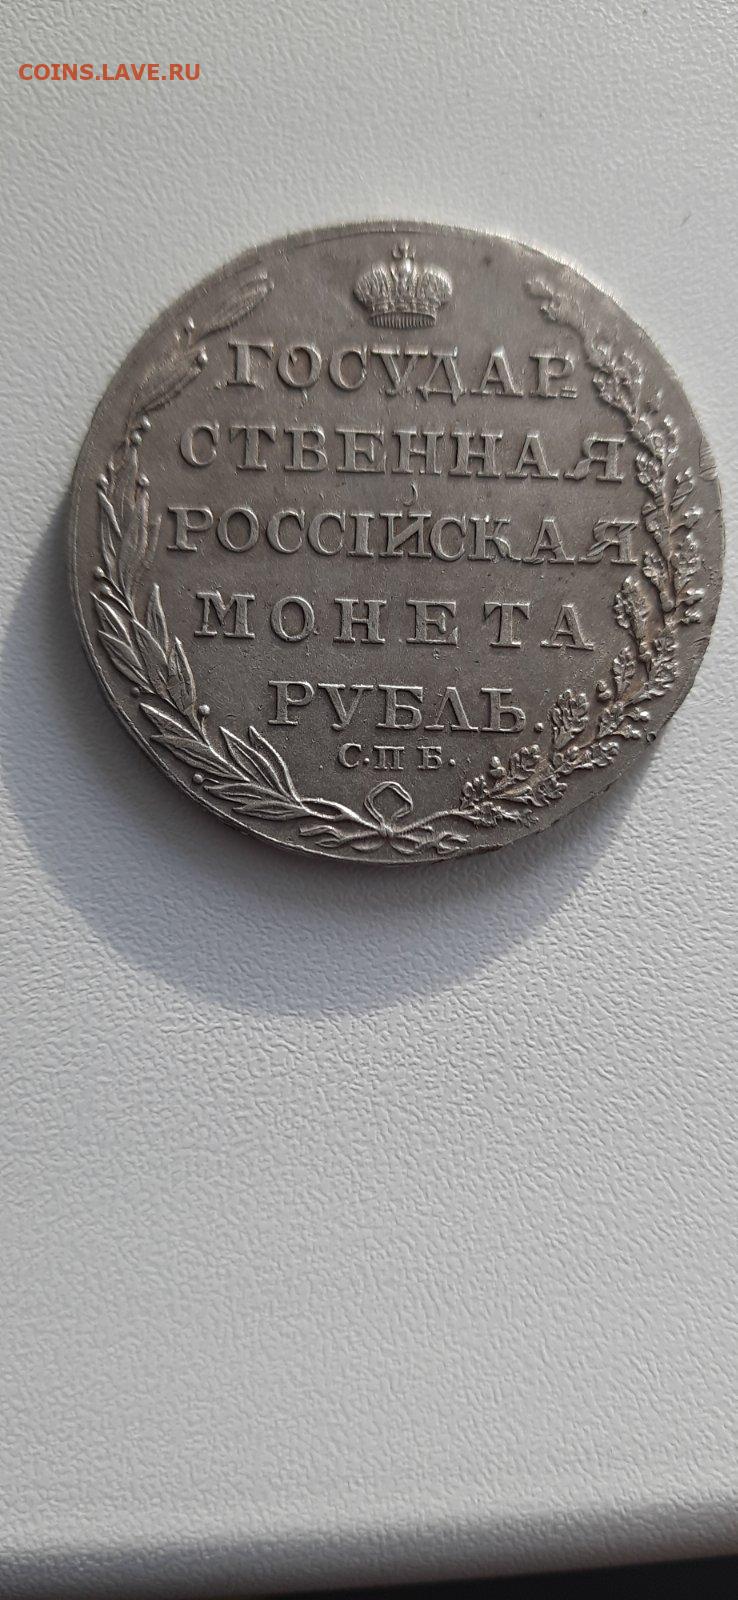 COINS.LAVE.RU
ГОСУДАР
СТВЕННАЯ
РОССІЙСКАЯ
МОНЕТА
РУБЛЬ.
С.П Б.